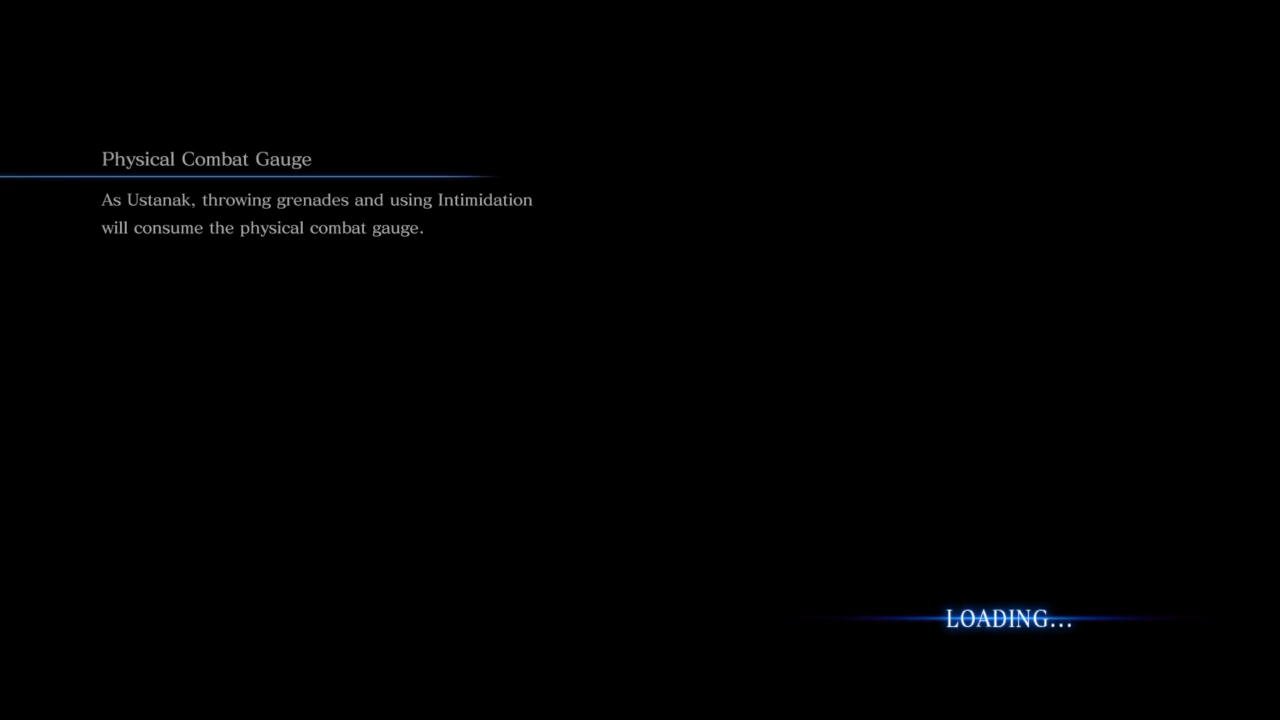 Physical Combat Gauge
As Ustanak, throwing grenades and using Intimidation
will consume the physical combat gauge.
LOADING...